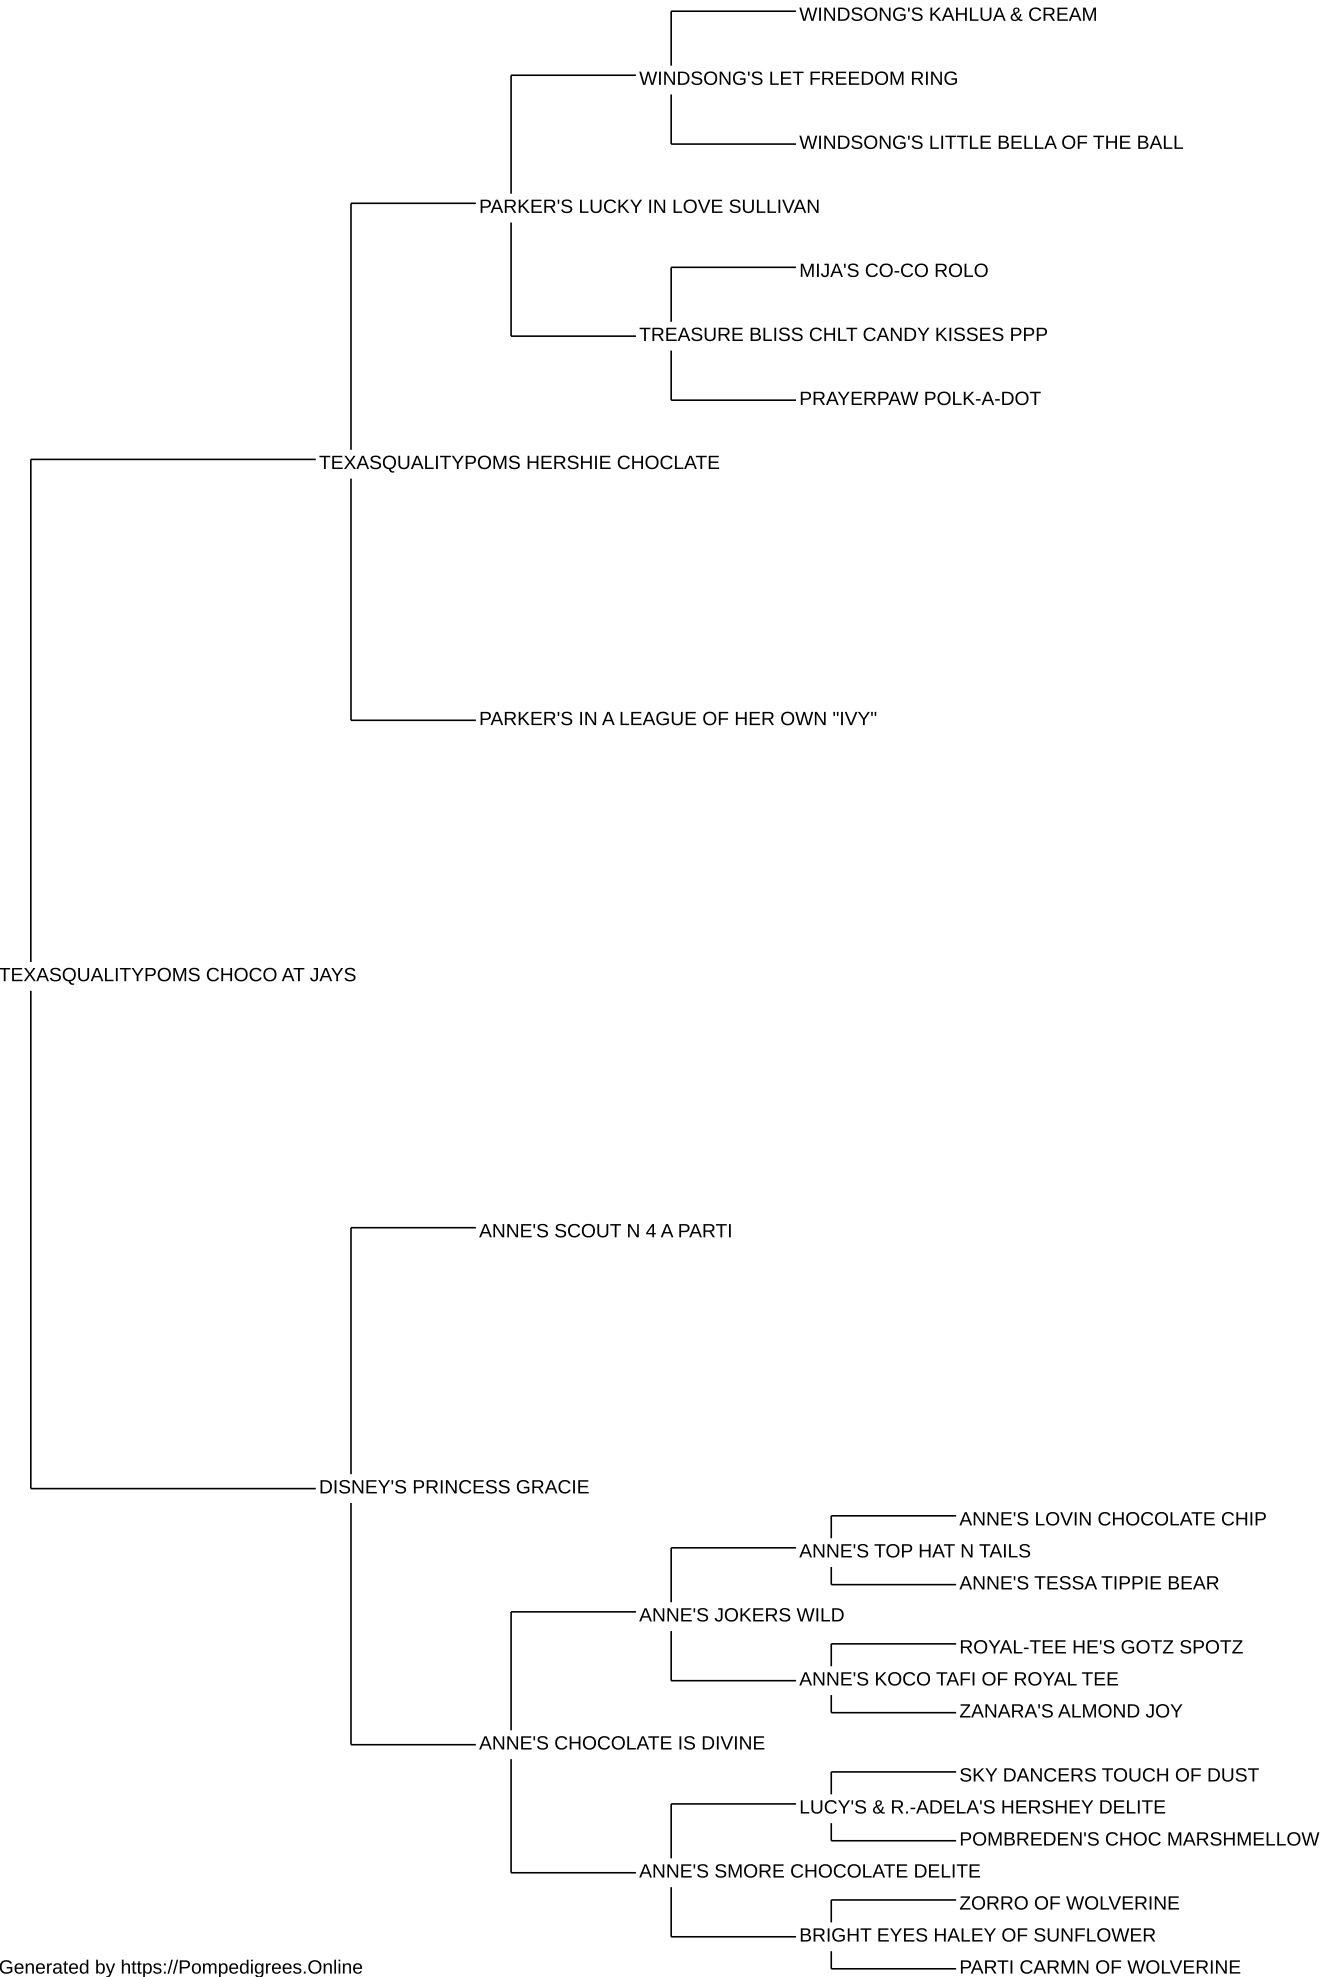 WINDSONG'S KAHLUA & CREAM
WINDSONG'S LET FREEDOM RING
WINDSONG'S LITTLE BELLA OF THE BALL
PARKER'S LUCKY IN LOVE SULLIVAN
MIJA'S CO-CO ROLO
TREASURE BLISS CHLT CANDY KISSES PPP
PRAYERPAW POLK-A-DOT
TEXASQUALITYPOMS HERSHIE CHOCLATE
PARKER'S IN A LEAGUE OF HER OWN "IVY"
TEXASQUALITYPOMS CHOCO AT JAYS
ANNE'S SCOUT N 4 A PARTI
DISNEY'S PRINCESS GRACIE
ANNE'S LOVIN CHOCOLATE CHIP
ANNE'S TOP HAT N TAILS
ANNE'S TESSA TIPPIE BEAR
ANNE'S JOKERS WILD
ROYAL-TEE HE'S GOTZ SPOTZ
ANNE'S KOCO TAFI OF ROYAL TEE
ZANARA'S ALMOND JOY
ANNE'S CHOCOLATE IS DIVINE
SKY DANCERS TOUCH OF DUST
LUCY'S & R.-ADELA'S HERSHEY DELITE
POMBREDEN'S CHOC MARSHMELLOW
ANNE'S SMORE CHOCOLATE DELITE
ZORRO OF WOLVERINE
BRIGHT EYES HALEY OF SUNFLOWER
PARTI CARMN OF WOLVERINE
Generated by https://Pompedigrees.Online